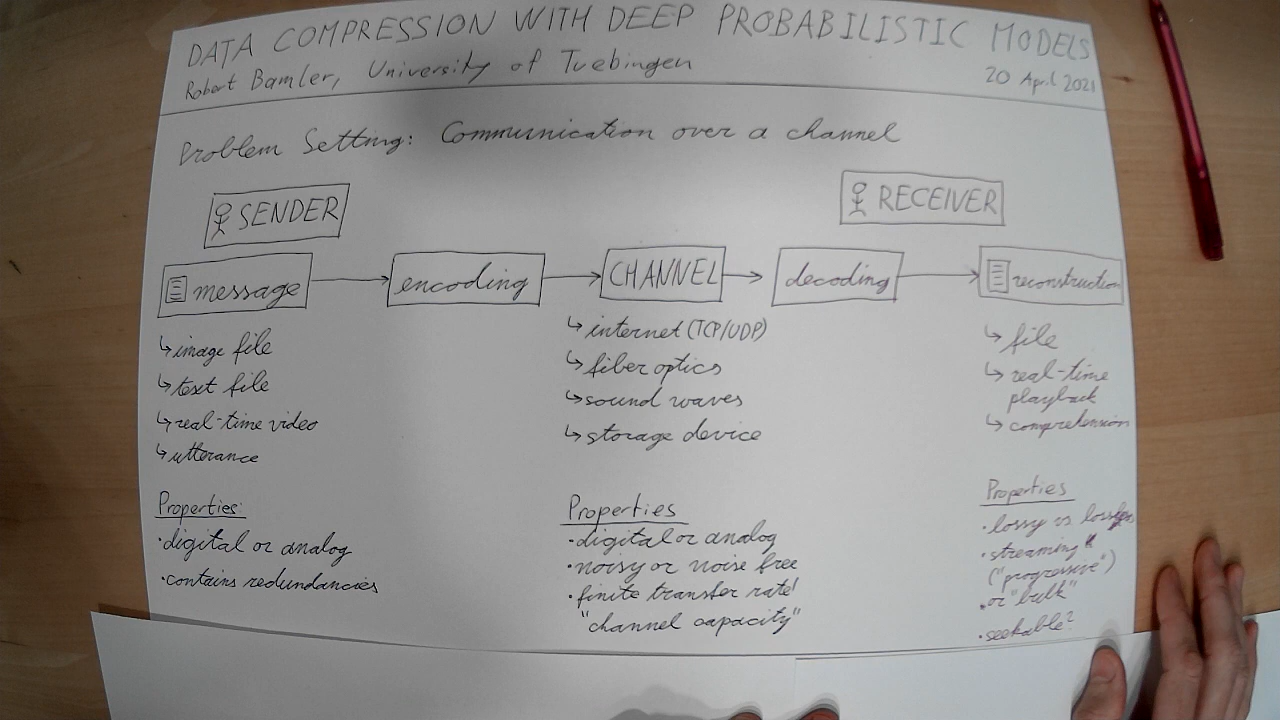 DATA COMPRESSION WITH DEEP PROBABILISTIC MODELS
Robert Bamler, University of Tuebingen
20 April 2021
Problem Setting: Communication over a channel
SENDER
RECEIVER
message
encoding
CHANNEL
decoding
reconstruction
↳ image file
↳ text file
↳ real-time video
↳ utterance
↳ internet (TCP/UDP)
↳ fiber optics
↳ sound waves
↳ storage device
↳ file
↳ real-time
playback
↳ comprehension
Properties:
· digital or analog
· contains redundancies
Properties
· digital or analog
· noisy or noise free
· finite transfer rate
"channel capacity"
Properties
· lossy vs lossless
· streaming"
("progressive")
· or "bulk"
· seekable?